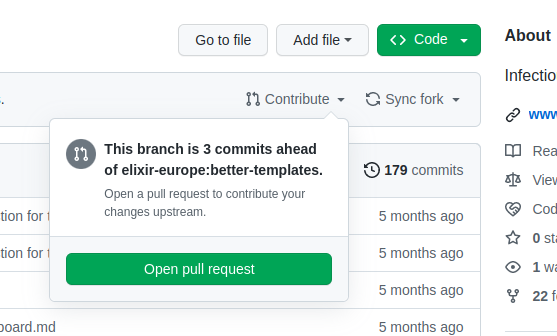 Go to file
Add file
Code
About
Infectio
Contribute
Sync fork
www
This branch is 3 commits ahead
of elixir-europe:better-templates.
Open a pull request to contribute your
changes upstream.
Open pull request
179 commits
tion for t
5 months ago
tion for t
5 months ago
5 months ago
board.md
5 months ago
Rea
View
Cod
0 sta
1 wa
22 fo